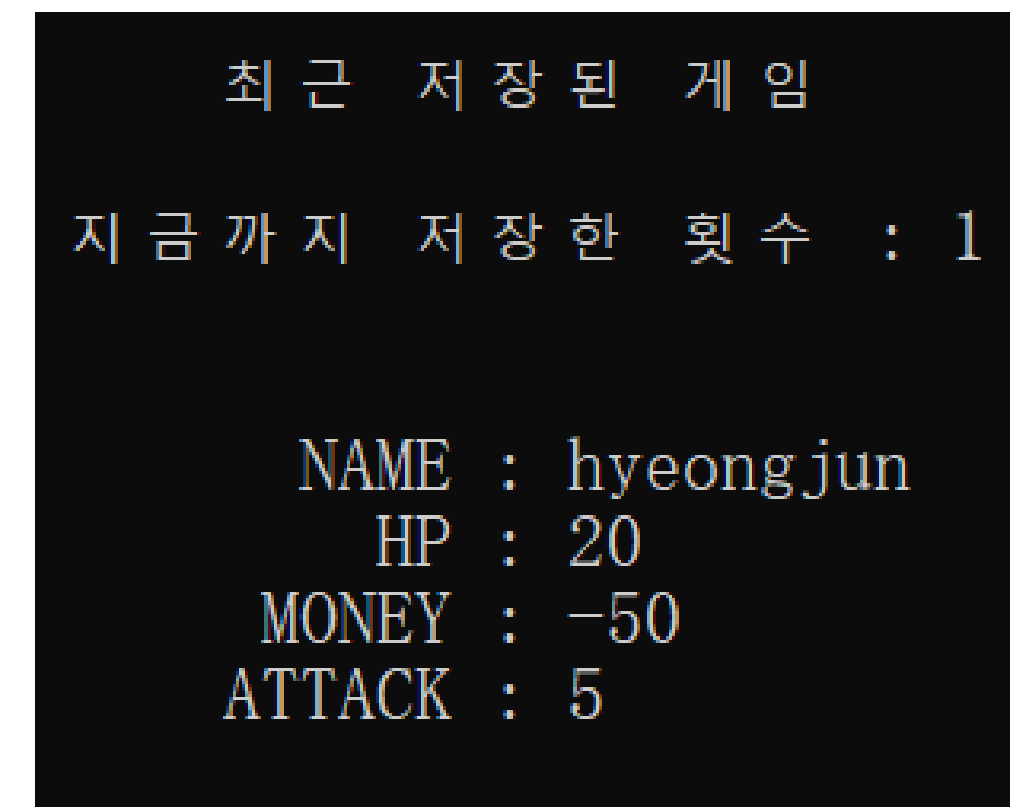 최근 저장된 게임
지금까지 저장한 횟수 : 1
NAME : hyeongjun
HP : 20
MONEY : -50
ATTACK : 5